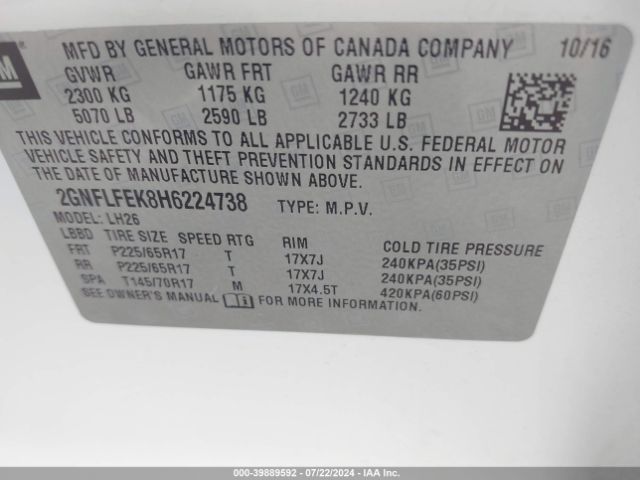 GM
MFD BY GENERAL MOTORS OF CANADA COMPANY 10/16
GVWR GAWR FRT GAWR RR
2300 KG 1175 KG 1240 KG
5070 LB 2590 LB 2733 LB
THIS VEHICLE CONFORMS TO ALL APPLICABLE U.S. FEDERAL MOTOR
VEHICLE SAFETY AND THEFT PREVENTION STANDARDS IN EFFECT ON
THE DATE OF MANUFACTURE SHOWN ABOVE.
2GNFLFEK8H6224738 TYPE: M.P.V.
MODEL: LH26
LBBD TIRE SIZE SPEED RTG RIM COLD TIRE PRESSURE
FRT P225/65R17 T 17X7J 240KPA(35PSI)
RR P225/65R17 T 17X7J 240KPA(35PSI)
SPA T145/70R17 M 17X4.5T 420KPA(60PSI)
SEE OWNER'S MANUAL FOR MORE INFORMATION.
000-39889592 - 07/22/2024 - IAA Inc.